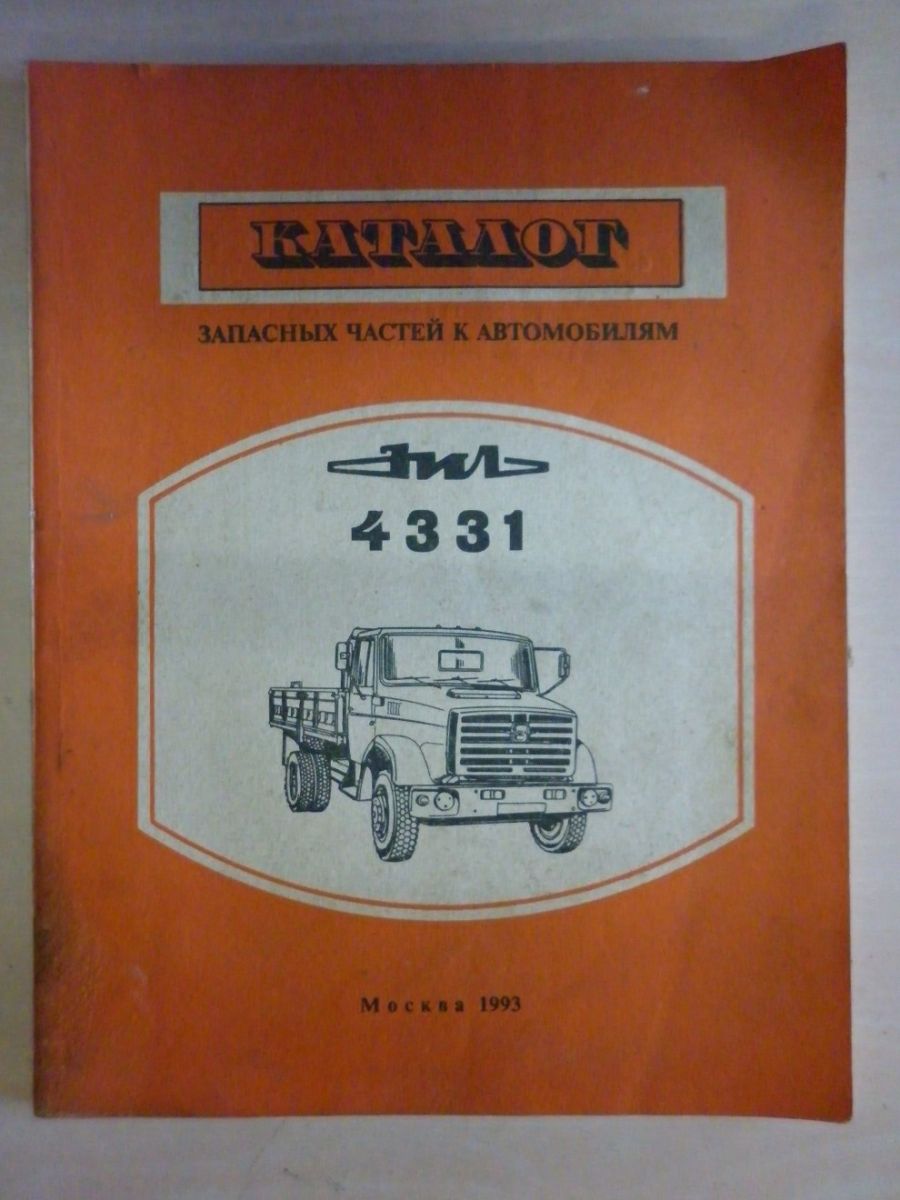 КАТАЛОГ
ЗАПАСНЫХ ЧАСТЕЙ К АВТОМОБИЛЯМ
ЗИЛ
4331
Москва 1993